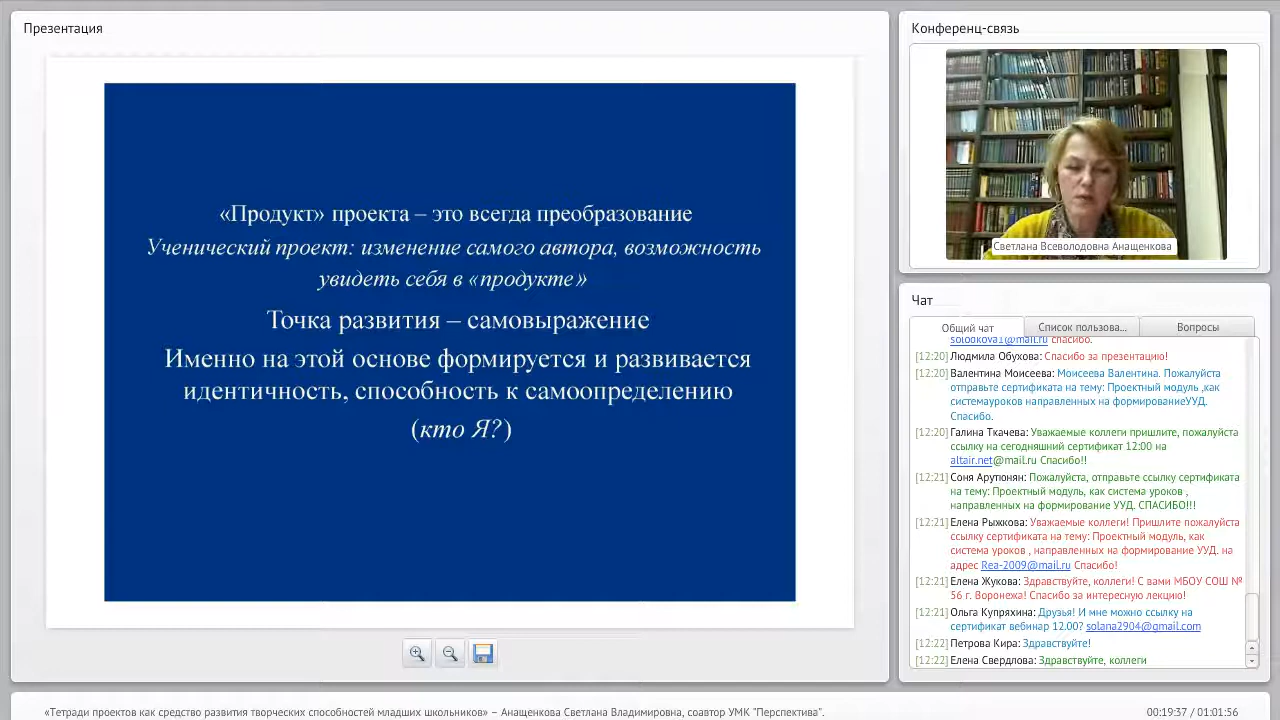 Презентация
«Продукт» проекта – это всегда преобразование
Ученический проект: изменение самого автора, возможность
увидеть себя в «продукте»
Точка развития – самовыражение
Именно на этой основе формируется и развивается
идентичность, способность к самоопределению
(кто Я?)
Конференц-связь
Светлана Всеволодовна Анащенкова
Чат
Общий чат
Список пользова...
Вопросы
solodkova1@mail.ru спасибо.
[12:20] Людмила Обухова: Спасибо за презентацию!
[12:20] Валентина Моисеева: Моисеева Валентина. Пожалуйста
отправьте сертификата на тему: Проектный модуль ,как
системауроков направленных на формированиеУУД.
Спасибо.
[12:20] Галина Ткачева: Уважаемые коллеги пришлите, пожалуйста
ссылку на сегодняшний сертификат 12:00 на
altair.net@mail.ru Спасибо!!
[12:21] Соня Арутюнян: Пожалуйста, отправьте ссылку сертификата
на тему: Проектный модуль, как система уроков ,
направленных на формирование УУД. СПАСИБО!!!
[12:21] Елена Рыжкова: Уважаемые коллеги! Пришлите пожалуйста
ссылку сертификата на тему: Проектный модуль, как
система уроков , направленных на формирование УУД. на
адрес Rea-2009@mail.ru Спасибо!
[12:21] Елена Жукова: Здравствуйте, коллеги! С вами МБОУ СОШ №
56 г. Воронежа! Спасибо за интересную лекцию!
[12:21] Ольга Купряхина: Друзья! И мне можно ссылку на
сертификат вебинар 12.00? solana2904@gmail.com
[12:22] Петрова Кира: Здравствуйте!
[12:22] Елена Свердлова: Здравствуйте, коллеги
«Тетради проектов как средство развития творческих способностей младших школьников» – Анащенкова Светлана Владимировна, соавтор УМК "Перспектива".
00:19:37 / 01:01:56